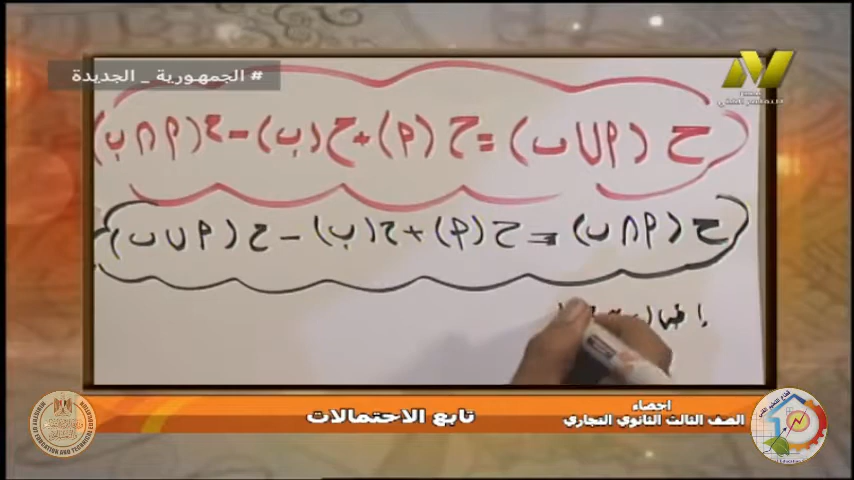 # الجمهورية _ الجديدة
ح (م U ب) = ح (م) + ح (ب) - ح (م ∩ ب)
ح (م ∩ ب) = ح (م) + ح (ب) - ح (م U ب)
احصاء
الصف الثالث الثانوي التجاري
تابع الاحتمالات